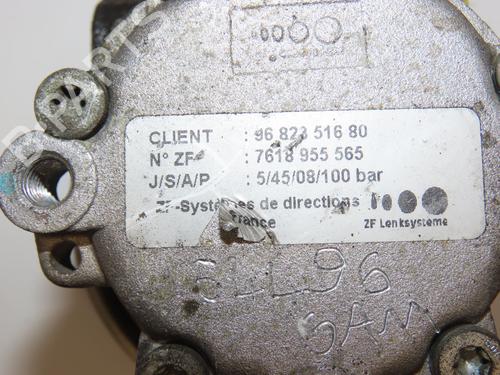 CLIENT : 96 823 516 80
N° ZF : 7618 955 565
J/S/A/P : 5/45/08/100 bar
ZF-Systèmes de directions
France
ZF Lenksysteme
SAM